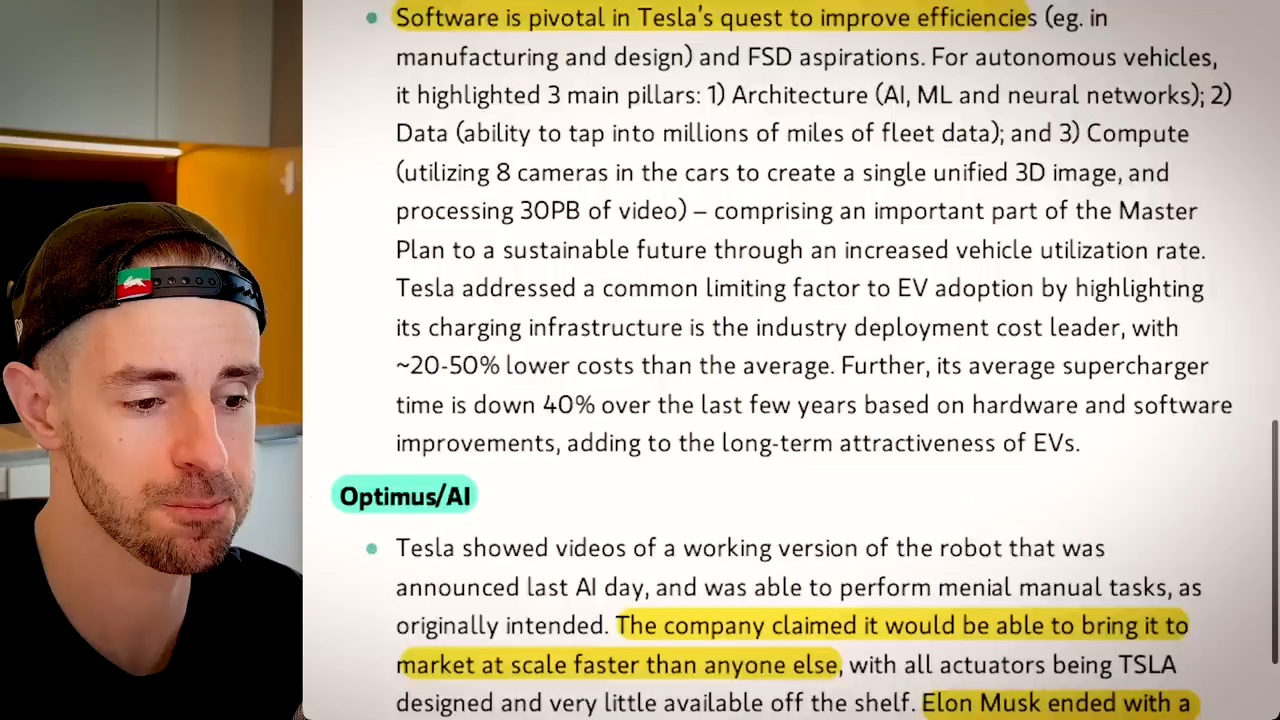 Software is pivotal in Tesla's quest to improve efficiencies (eg. in
manufacturing and design) and FSD aspirations. For autonomous vehicles,
it highlighted 3 main pillars: 1) Architecture (AI, ML and neural networks); 2)
Data (ability to tap into millions of miles of fleet data); and 3) Compute
(utilizing 8 cameras in the cars to create a single unified 3D image, and
processing 30PB of video) – comprising an important part of the Master
Plan to a sustainable future through an increased vehicle utilization rate.
Tesla addressed a common limiting factor to EV adoption by highlighting
its charging infrastructure is the industry deployment cost leader, with
~20-50% lower costs than the average. Further, its average supercharger
time is down 40% over the last few years based on hardware and software
improvements, adding to the long-term attractiveness of EVs.
Optimus/AI
Tesla showed videos of a working version of the robot that was
announced last AI day, and was able to perform menial manual tasks, as
originally intended. The company claimed it would be able to bring it to
market at scale faster than anyone else, with all actuators being TSLA
designed and very little available off the shelf. Elon Musk ended with a